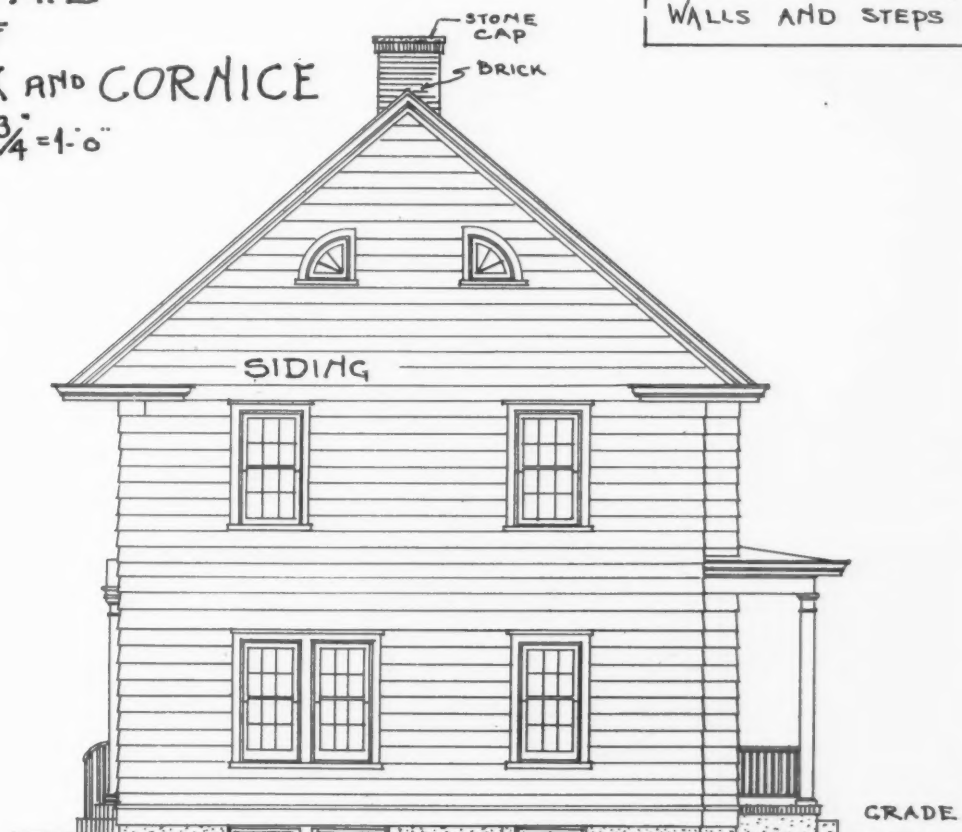 AND CORNICE
3/4" = 1'-0"
WALLS AND STEPS
STONE
CAP
BRICK
SIDING
GRADE